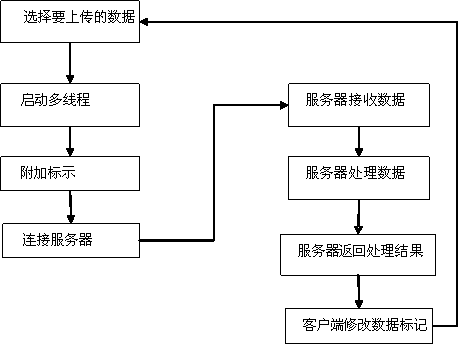 选择要上传的数据
启动多线程
附加标示
连接服务器
服务器接收数据
服务器处理数据
服务器返回处理结果
客户端修改数据标记